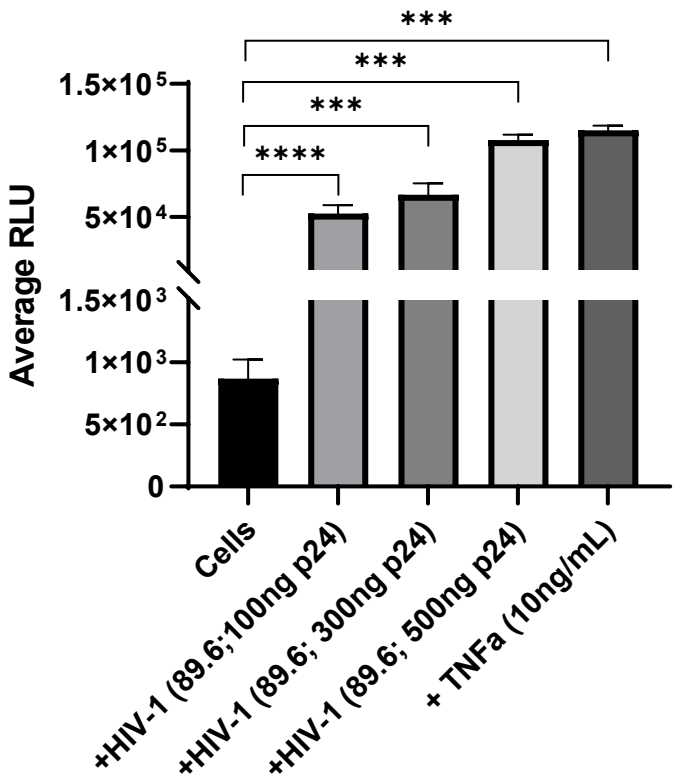 ***
***
***
****
1.5×10⁵
1×10⁵
5×10⁴
1.5×10³
1×10³
5×10²
0
Average RLU
Cells
+HIV-1 (89.6;100ng p24)
+HIV-1 (89.6; 300ng p24)
+HIV-1 (89.6; 500ng p24)
+ TNFa (10ng/mL)